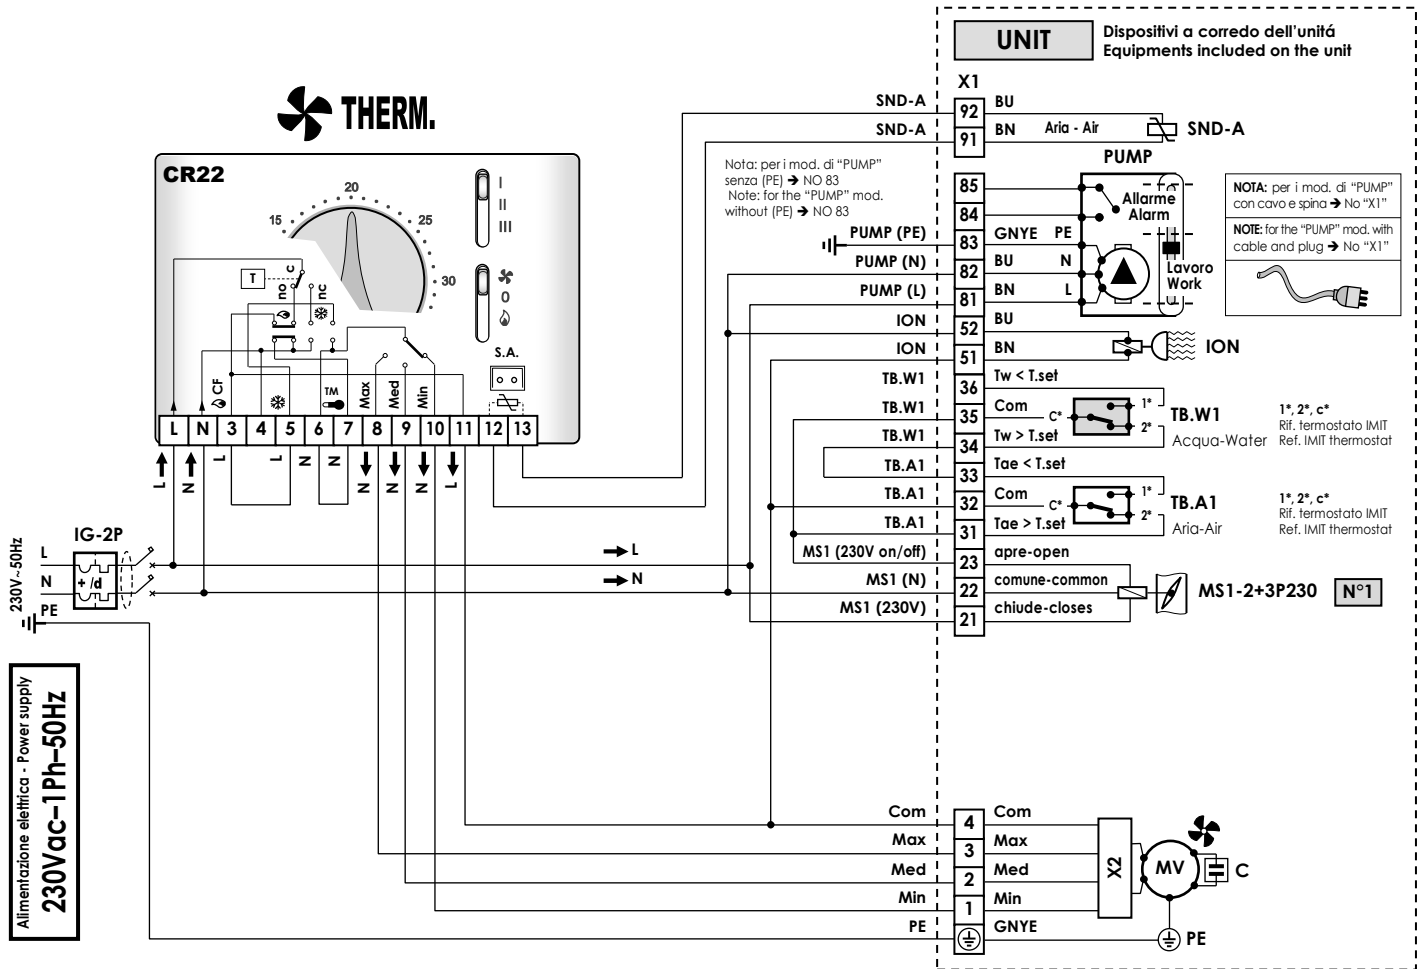 UNIT
Dispositivi a corredo dell'unitá
Equipments included on the unit
THERM.
CR22
15
20
25
30
I
II
III
0
T
c
no
nc
S.A.
CF
TM
Max
Med
Min
L N 3 4 5 6 7 8 9 10 11 12 13
L
N
L
L
N
N
N
N
N
L
IG-2P
230V~50Hz
L
N
PE
+ /d
L
N
Alimentazione elettrica - Power supply
230Vac–1Ph–50Hz
Nota: per i mod. di "PUMP"
senza (PE) ➔ NO 83
Note: for the "PUMP" mod.
without (PE) ➔ NO 83
X1
SND-A 92 BU
SND-A 91 BN Aria - Air
SND-A
PUMP
85
84
Allarme
Alarm
PUMP (PE) 83 GNYE PE
PUMP (N) 82 BU N
PUMP (L) 81 BN L
Lavoro
Work
NOTA: per i mod. di "PUMP"
con cavo e spina ➔ No "X1"
NOTE: for the "PUMP" mod. with
cable and plug ➔ No "X1"
ION 52 BU
ION 51 BN
ION
TB.W1 36 Tw < T.set
TB.W1 35 Com C* 1* 2*
TB.W1 34 Tw > T.set
TB.W1
Acqua-Water
1*, 2*, c*
Rif. termostato IMIT
Ref. IMIT thermostat
TB.A1 33 Tae < T.set
TB.A1 32 Com C* 1* 2*
TB.A1 31 Tae > T.set
TB.A1
Aria-Air
1*, 2*, c*
Rif. termostato IMIT
Ref. IMIT thermostat
MS1 (230V on/off) 23 apre-open
MS1 (N) 22 comune-common
MS1 (230V) 21 chiude-closes
MS1-2+3P230 N°1
Com 4 Com
Max 3 Max
Med 2 Med
Min 1 Min
PE GNYE
X2
MV
C
PE